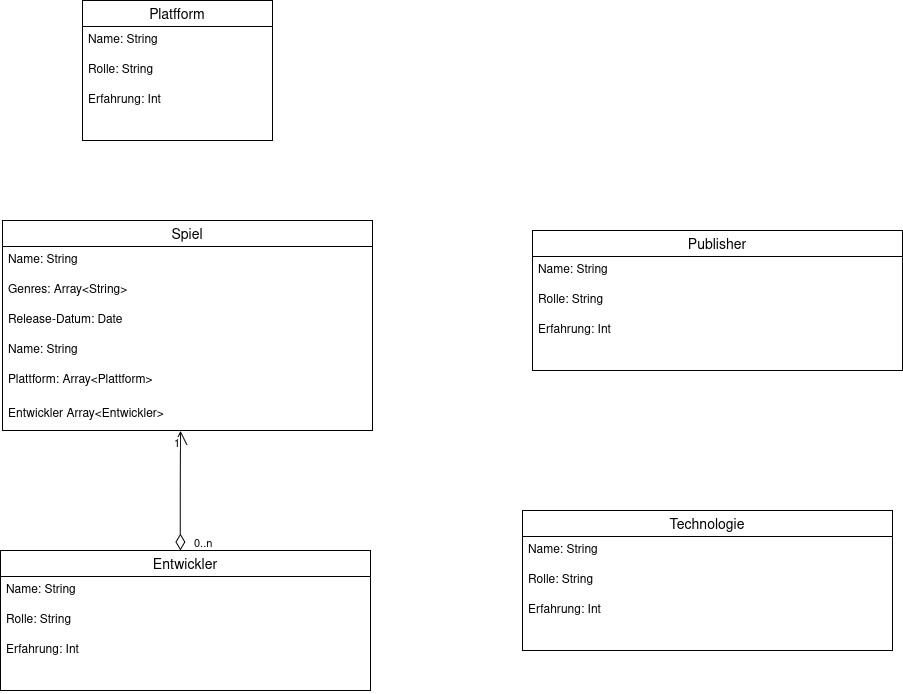 Platfform
Name: String
Rolle: String
Erfahrung: Int
Spiel
Name: String
Genres: Array<String>
Release-Datum: Date
Name: String
Plattform: Array<Plattform>
Entwickler Array<Entwickler>
1
0..n
Entwickler
Name: String
Rolle: String
Erfahrung: Int
Publisher
Name: String
Rolle: String
Erfahrung: Int
Technologie
Name: String
Rolle: String
Erfahrung: Int